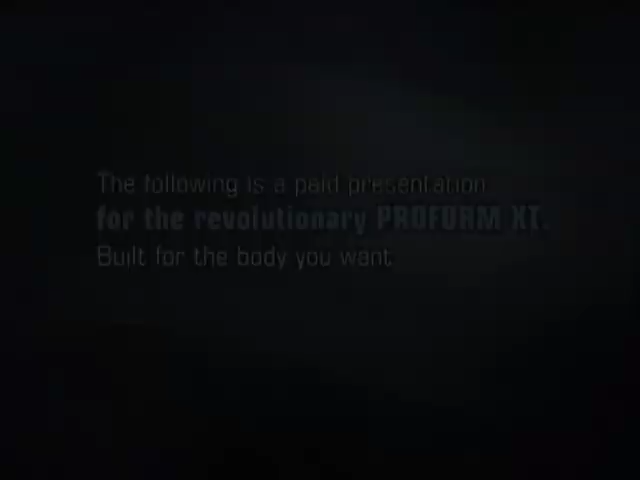 The following is a paid presentation
for the revolutionary PROFORM XT.
Built for the body you want